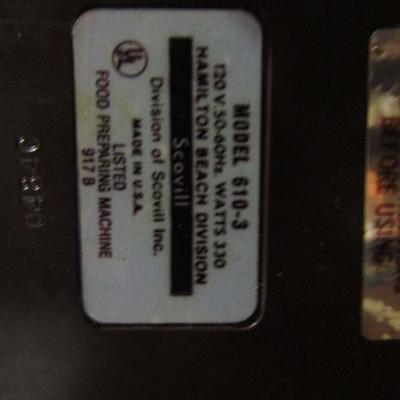 MODEL 610-3
120 V. 50-60Hz. WATTS 330
HAMILTON BEACH DIVISION
Scovill
Division of Scovill Inc.
MADE IN U.S.A.
UL
LISTED
FOOD PREPARING MACHINE
917 B
BEFORE USING